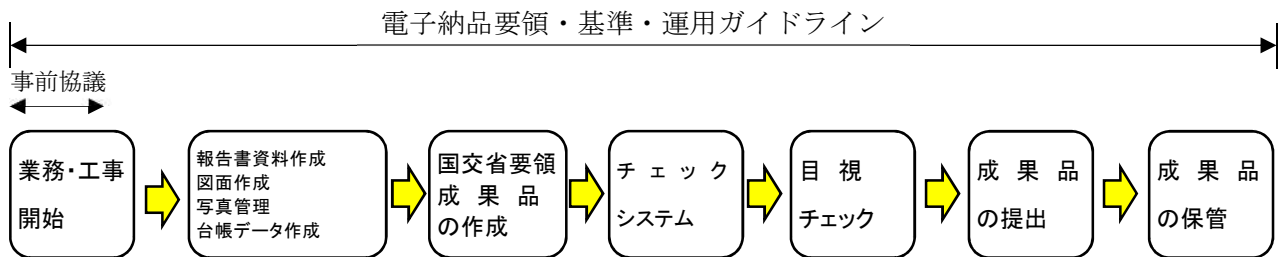 電子納品要領・基準・運用ガイドライン
事前協議
業務・工事
開始
報告書資料作成
図面作成
写真管理
台帳データ作成
国交省要領
成果品
の作成
チェック
システム
目視
チェック
成果品
の提出
成果品
の保管